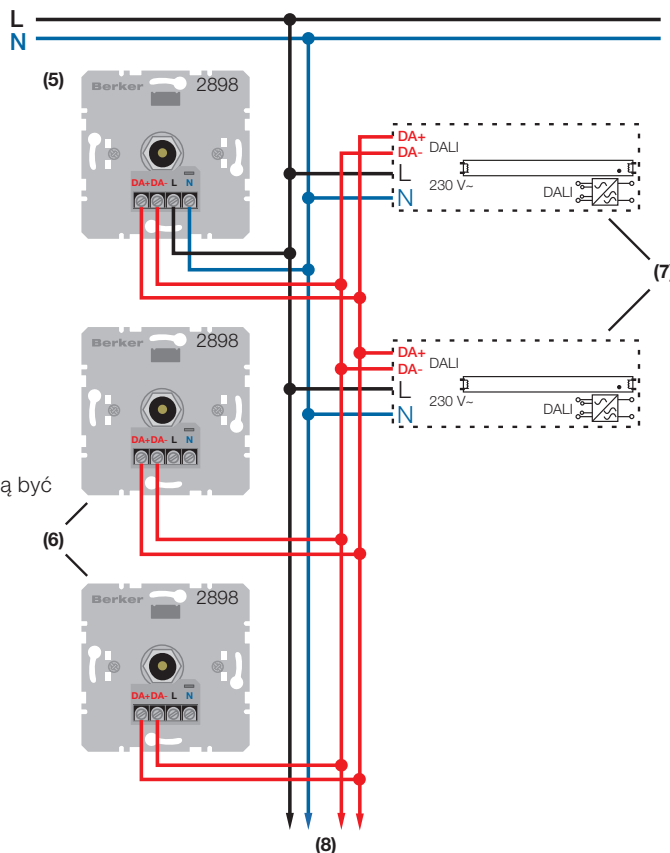 L
N
(5)
Berker 2898
DA+ DA- L N
DA+
DA- DALI
L
230 V~ DALI
N
(7)
Berker 2898
DA+ DA- L N
DA+
DA- DALI
L
230 V~ DALI
N
ą być
(6)
Berker 2898
DA+ DA- L N
(8)